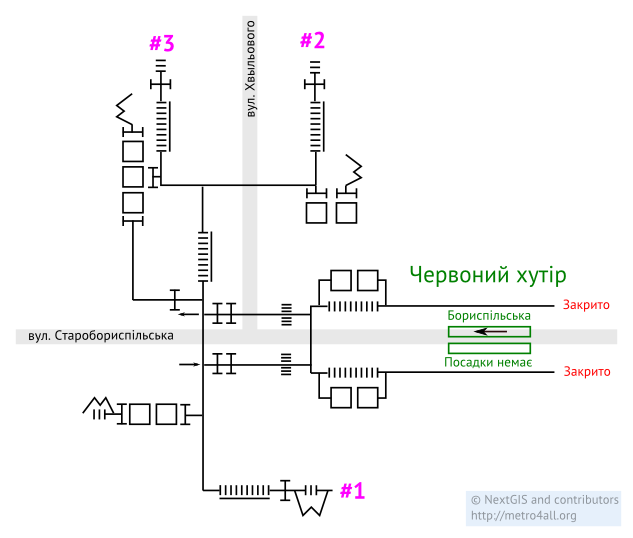 #3
#2
вул. Хвыльового
Червоний хутір
Закрито
Бориспільська
вул. Старобориспільська
Посадки немає
Закрито
#1
© NextGIS and contributors
http://metro4all.org